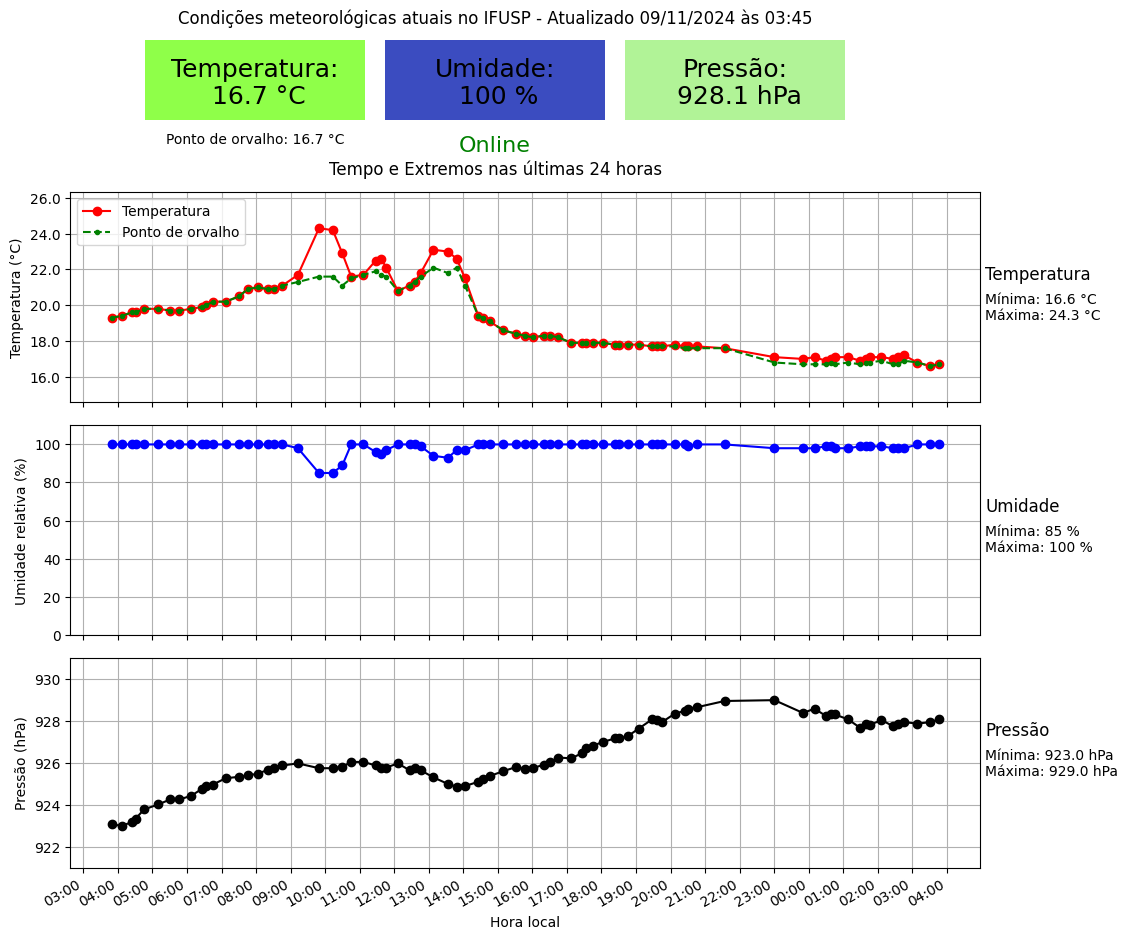 Condições meteorológicas atuais no IFUSP - Atualizado 09/11/2024 às 03:45
Temperatura:
16.7 °C
Umidade:
100 %
Pressão:
928.1 hPa
Ponto de orvalho: 16.7 °C
Online
Tempo e Extremos nas últimas 24 horas
Temperatura (°C)
26.0
24.0
22.0
20.0
18.0
16.0
Temperatura
Ponto de orvalho
Temperatura
Mínima: 16.6 °C
Máxima: 24.3 °C
Umidade relativa (%)
100
80
60
40
20
0
Umidade
Mínima: 85 %
Máxima: 100 %
Pressão (hPa)
930
928
926
924
922
Pressão
Mínima: 923.0 hPa
Máxima: 929.0 hPa
03:00 04:00 05:00 06:00 07:00 08:00 09:00 10:00 11:00 12:00 13:00 14:00 15:00 16:00 17:00 18:00 19:00 20:00 21:00 22:00 23:00 00:00 01:00 02:00 03:00 04:00
Hora local